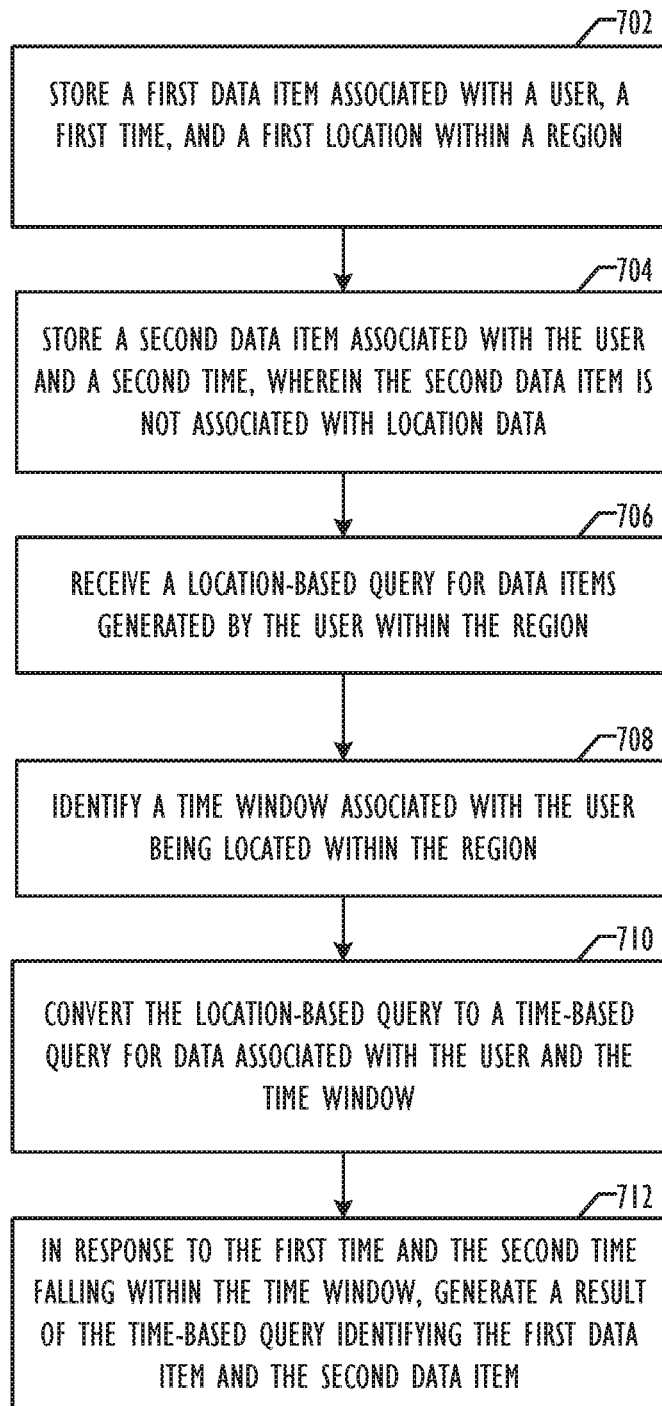 702
STORE A FIRST DATA ITEM ASSOCIATED WITH A USER, A
FIRST TIME, AND A FIRST LOCATION WITHIN A REGION
704
STORE A SECOND DATA ITEM ASSOCIATED WITH THE USER
AND A SECOND TIME, WHEREIN THE SECOND DATA ITEM IS
NOT ASSOCIATED WITH LOCATION DATA
706
RECEIVE A LOCATION-BASED QUERY FOR DATA ITEMS
GENERATED BY THE USER WITHIN THE REGION
708
IDENTIFY A TIME WINDOW ASSOCIATED WITH THE USER
BEING LOCATED WITHIN THE REGION
710
CONVERT THE LOCATION-BASED QUERY TO A TIME-BASED
QUERY FOR DATA ASSOCIATED WITH THE USER AND THE
TIME WINDOW
712
IN RESPONSE TO THE FIRST TIME AND THE SECOND TIME
FALLING WITHIN THE TIME WINDOW, GENERATE A RESULT
OF THE TIME-BASED QUERY IDENTIFYING THE FIRST DATA
ITEM AND THE SECOND DATA ITEM